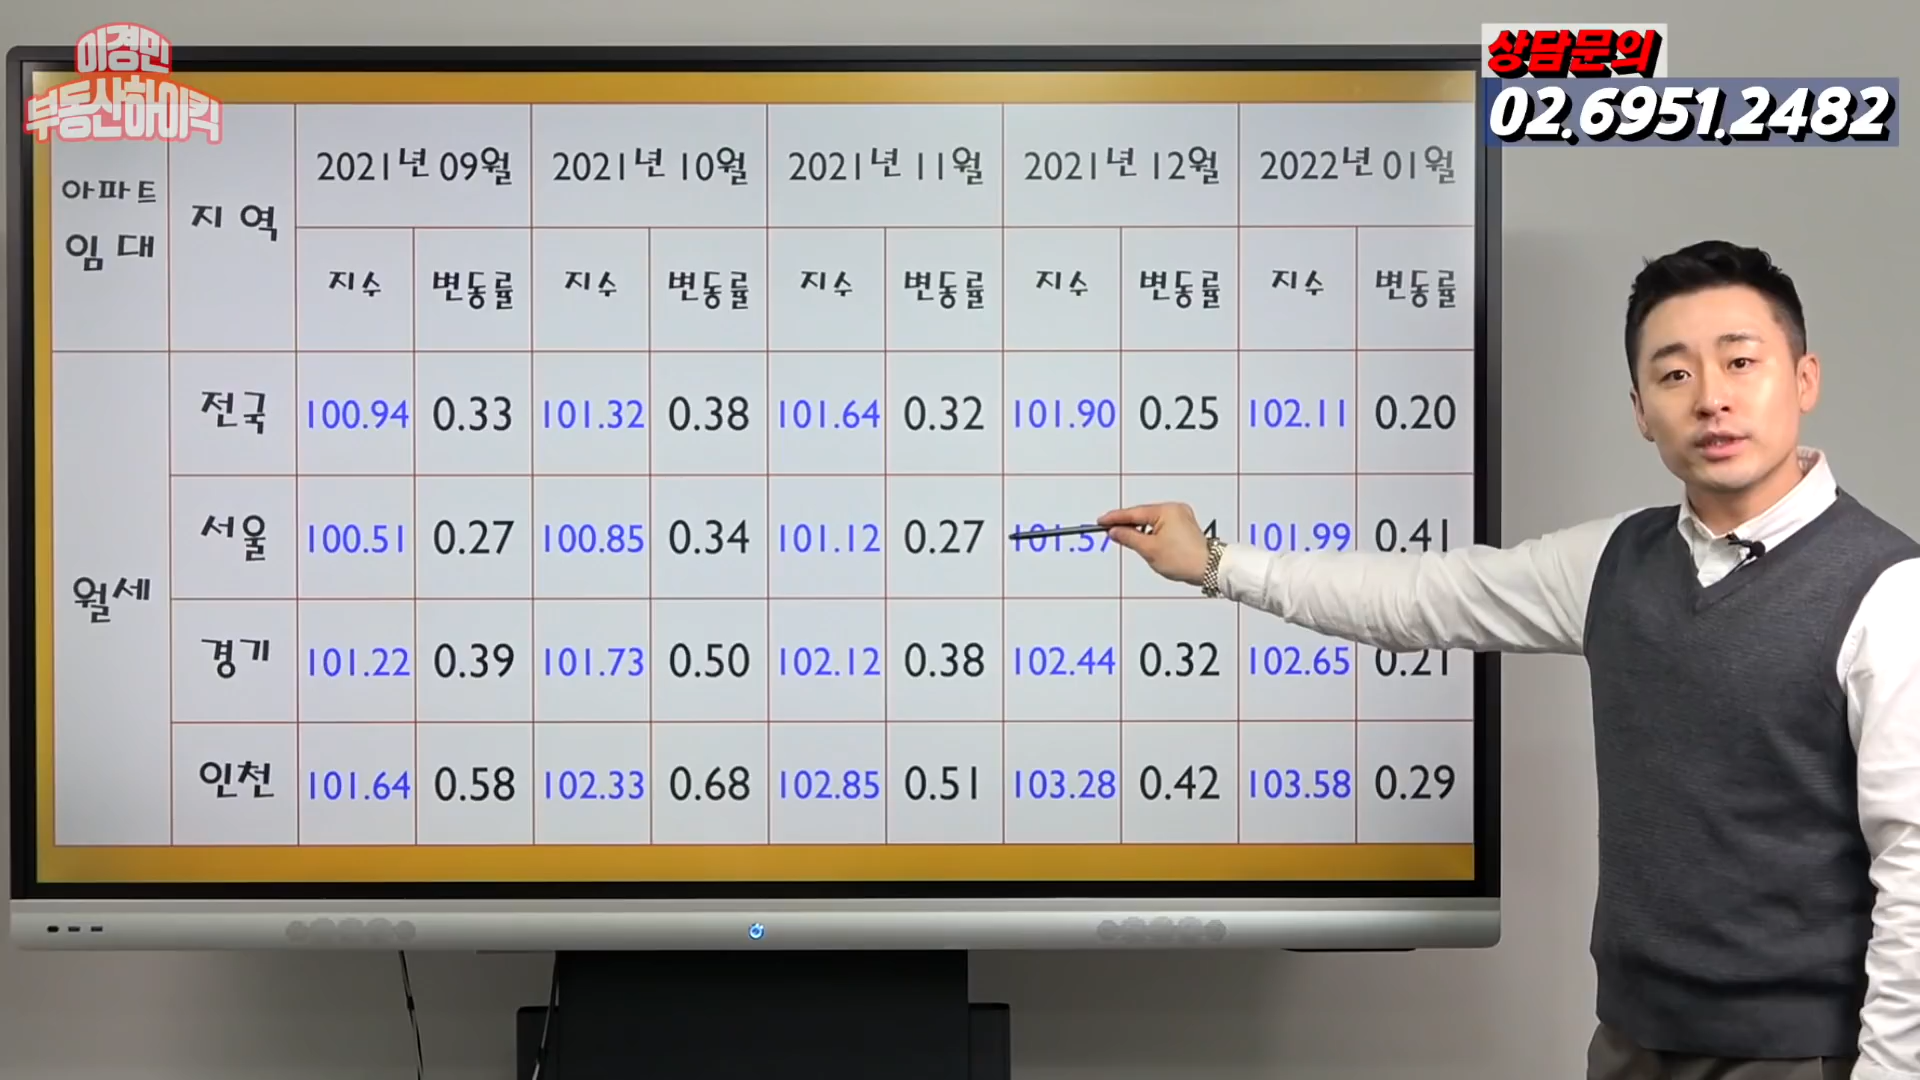 이경민
부동산하이킥
상담문의
02.6951.2482
아파트 임대 지역 2021년 09월 2021년 10월 2021년 11월 2021년 12월 2022년 01월
지수 변동률 지수 변동률 지수 변동률 지수 변동률 지수 변동률
월세
전국 100.94 0.33 101.32 0.38 101.64 0.32 101.90 0.25 102.11 0.20
서울 100.51 0.27 100.85 0.34 101.12 0.27 101.57 101.99 0.41
경기 101.22 0.39 101.73 0.50 102.12 0.38 102.44 0.32 102.65 0.21
인천 101.64 0.58 102.33 0.68 102.85 0.51 103.28 0.42 103.58 0.29